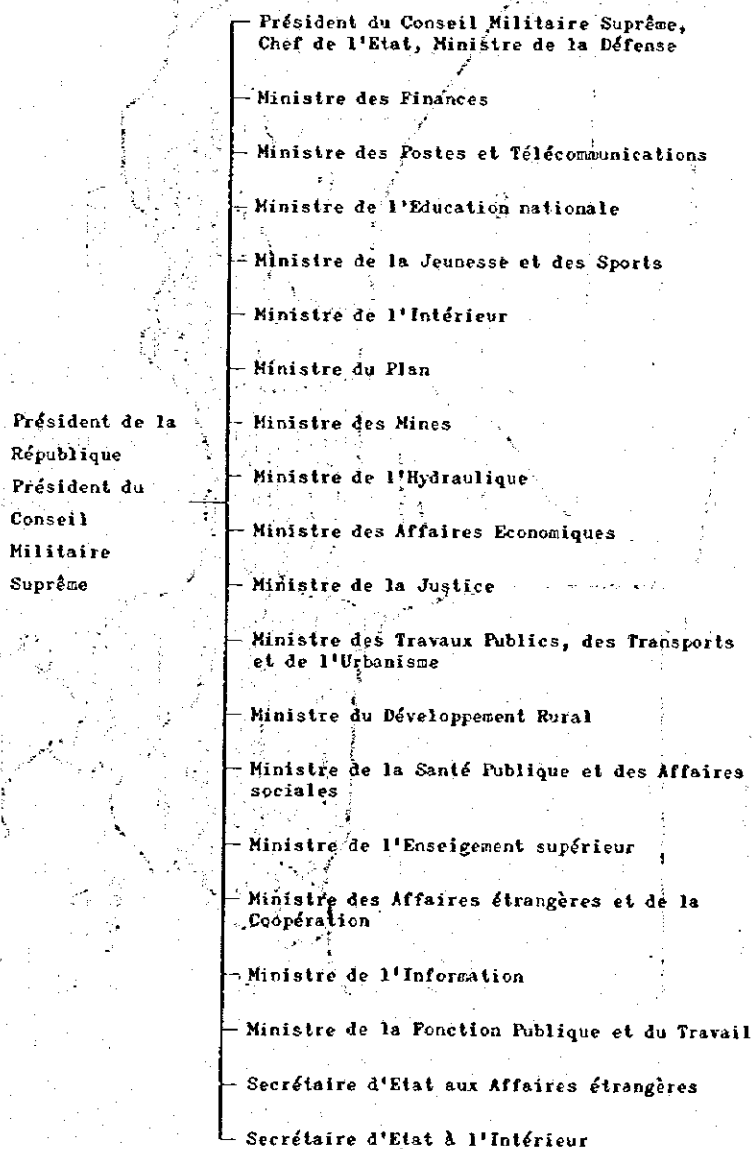 Président du Conseil Militaire Suprême,
Chef de l'Etat, Ministre de la Défense
Ministre des Finances
Ministre des Postes et Télécommunications
Ministre de l'Education nationale
Ministre de la Jeunesse et des Sports
Ministre de l'Intérieur
Ministre du Plan
Président de la
République
Président du
Conseil
Militaire
Suprême
Ministre des Mines
Ministre de l'Hydraulique
Ministre des Affaires Economiques
Ministre de la Justice
Ministre des Travaux Publics, des Transports
et de l'Urbanisme
Ministre du Développement Rural
Ministre de la Santé Publique et des Affaires
sociales
Ministre de l'Enseigement supérieur
Ministre des Affaires étrangères et de la
Coopération
Ministre de l'Information
Ministre de la Fonction Publique et du Travail
Secrétaire d'Etat aux Affaires étrangères
Secrétaire d'Etat à l'Intérieur